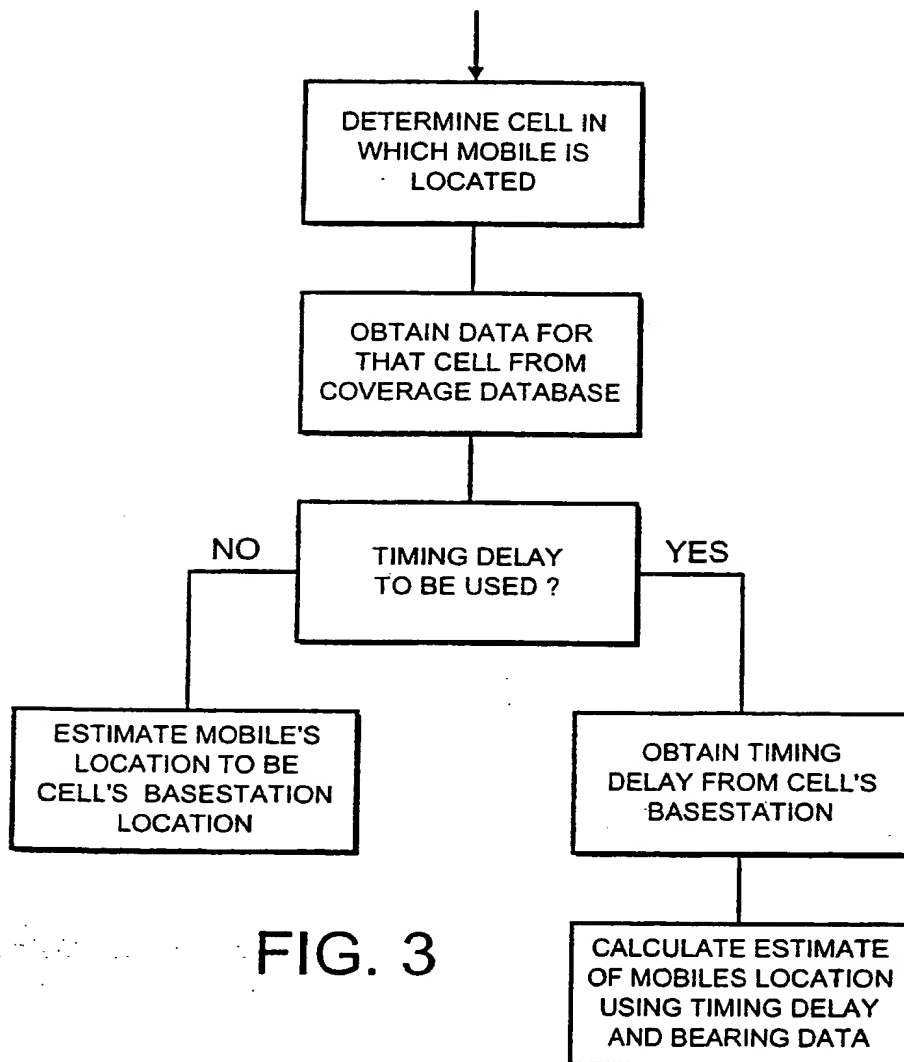 DETERMINE CELL IN
WHICH MOBILE IS
LOCATED
OBTAIN DATA FOR
THAT CELL FROM
COVERAGE DATABASE
NO
TIMING DELAY
TO BE USED ?
YES
ESTIMATE MOBILE'S
LOCATION TO BE
CELL'S BASESTATION
LOCATION
OBTAIN TIMING
DELAY FROM CELL'S
BASESTATION
CALCULATE ESTIMATE
OF MOBILES LOCATION
USING TIMING DELAY
AND BEARING DATA
FIG. 3